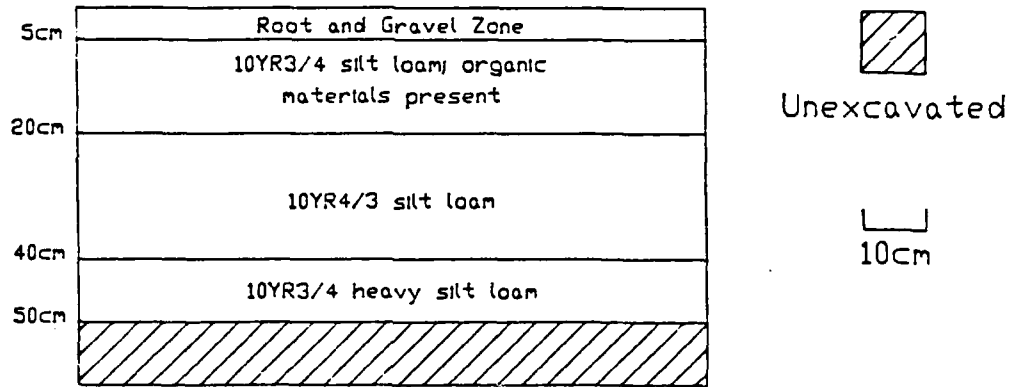 5cm
Root and Gravel Zone
10YR3/4 silt loam; organic
materials present
20cm
10YR4/3 silt loam
40cm
10YR3/4 heavy silt loam
50cm
Unexcavated
10cm